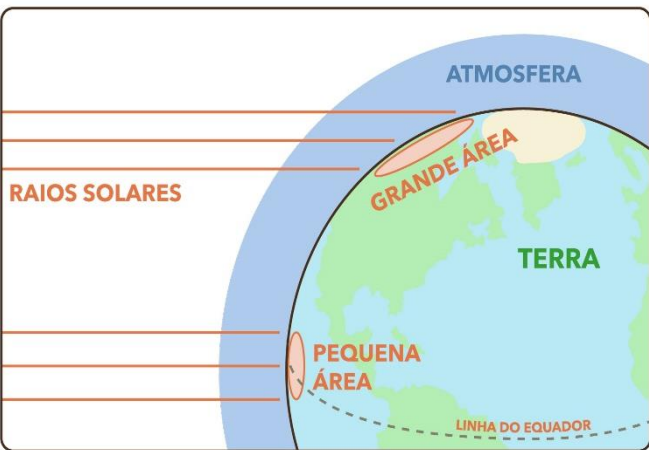 ATMOSFERA
GRANDE ÁREA
RAIOS SOLARES
TERRA
PEQUENA
ÁREA
LINHA DO EQUADOR